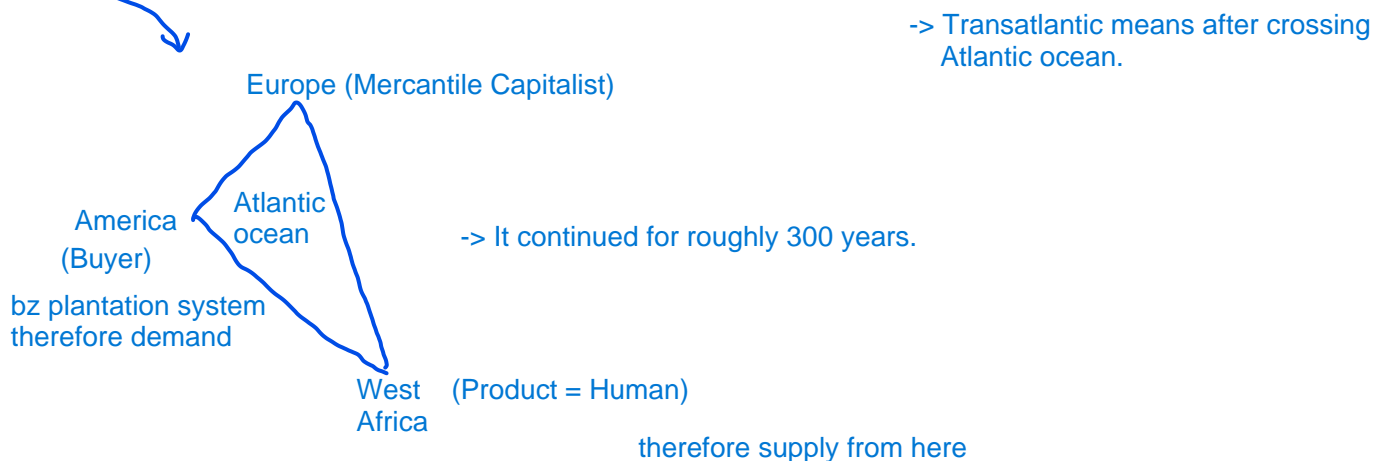 -> Transatlantic means after crossing
Atlantic ocean.
Europe (Mercantile Capitalist)
Atlantic
ocean
America
(Buyer)
-> It continued for roughly 300 years.
bz plantation system
therefore demand
West (Product = Human)
Africa
therefore supply from here